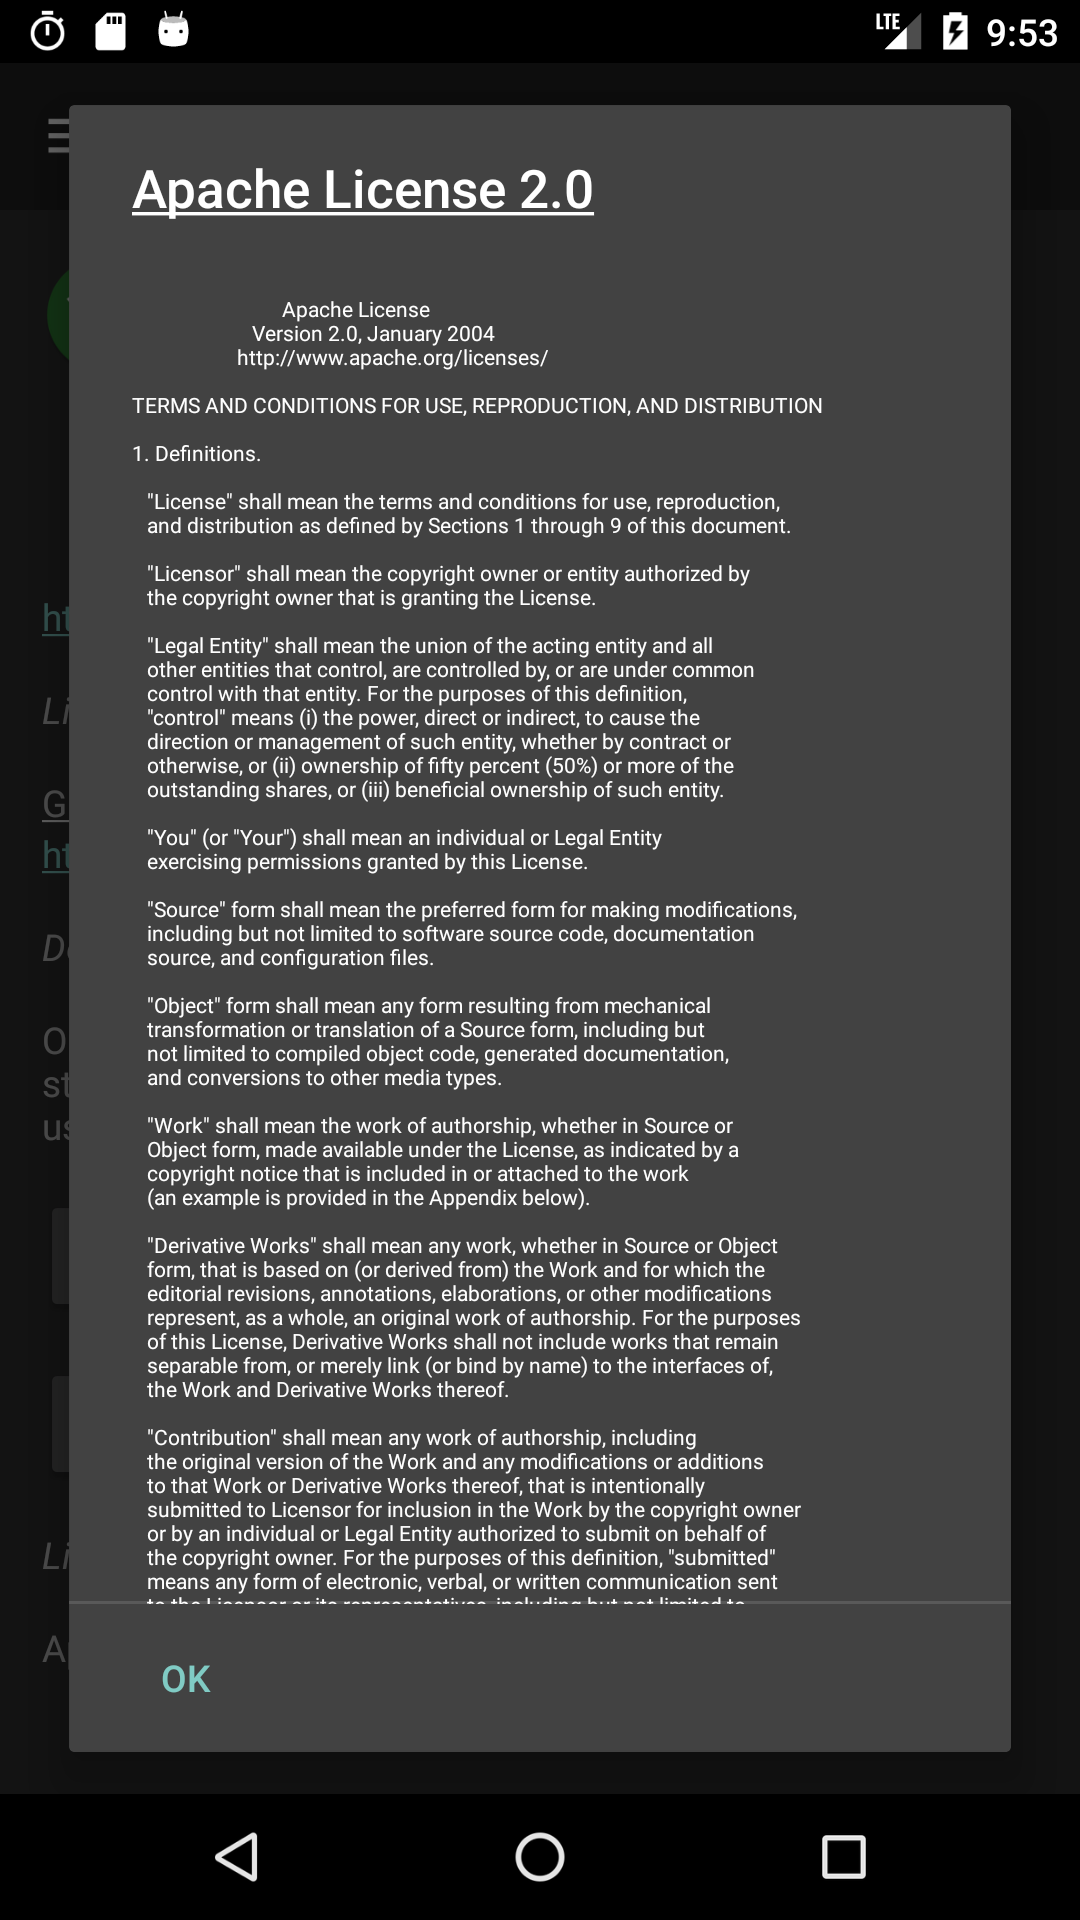 LTE
9:53
Apache License 2.0
Apache License
Version 2.0, January 2004
http://www.apache.org/licenses/
TERMS AND CONDITIONS FOR USE, REPRODUCTION, AND DISTRIBUTION
1. Definitions.
"License" shall mean the terms and conditions for use, reproduction,
and distribution as defined by Sections 1 through 9 of this document.
"Licensor" shall mean the copyright owner or entity authorized by
the copyright owner that is granting the License.
"Legal Entity" shall mean the union of the acting entity and all
other entities that control, are controlled by, or are under common
control with that entity. For the purposes of this definition,
"control" means (i) the power, direct or indirect, to cause the
direction or management of such entity, whether by contract or
otherwise, or (ii) ownership of fifty percent (50%) or more of the
outstanding shares, or (iii) beneficial ownership of such entity.
"You" (or "Your") shall mean an individual or Legal Entity
exercising permissions granted by this License.
"Source" form shall mean the preferred form for making modifications,
including but not limited to software source code, documentation
source, and configuration files.
"Object" form shall mean any form resulting from mechanical
transformation or translation of a Source form, including but
not limited to compiled object code, generated documentation,
and conversions to other media types.
"Work" shall mean the work of authorship, whether in Source or
Object form, made available under the License, as indicated by a
copyright notice that is included in or attached to the work
(an example is provided in the Appendix below).
"Derivative Works" shall mean any work, whether in Source or Object
form, that is based on (or derived from) the Work and for which the
editorial revisions, annotations, elaborations, or other modifications
represent, as a whole, an original work of authorship. For the purposes
of this License, Derivative Works shall not include works that remain
separable from, or merely link (or bind by name) to the interfaces of,
the Work and Derivative Works thereof.
"Contribution" shall mean any work of authorship, including
the original version of the Work and any modifications or additions
to that Work or Derivative Works thereof, that is intentionally
submitted to Licensor for inclusion in the Work by the copyright owner
or by an individual or Legal Entity authorized to submit on behalf of
the copyright owner. For the purposes of this definition, "submitted"
means any form of electronic, verbal, or written communication sent
to the Licensor or its representatives, including but not limited to
OK